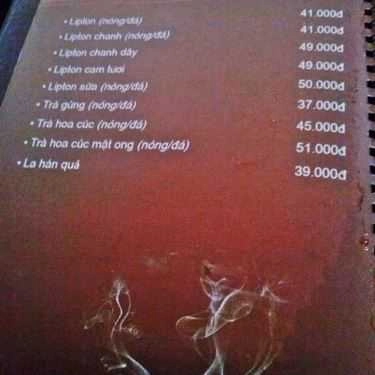 • Lipton (nóng/đá) 41.000đ
• Lipton chanh (nóng/đá) 41.000đ
• Lipton chanh dây 49.000đ
• Lipton cam tươi 49.000đ
• Lipton sữa (nóng/đá) 50.000đ
• Trà gừng (nóng/đá) 37.000đ
• Trà hoa cúc (nóng/đá) 45.000đ
• Trà hoa cúc mật ong (nóng/đá) 51.000đ
• La hán quả 39.000đ